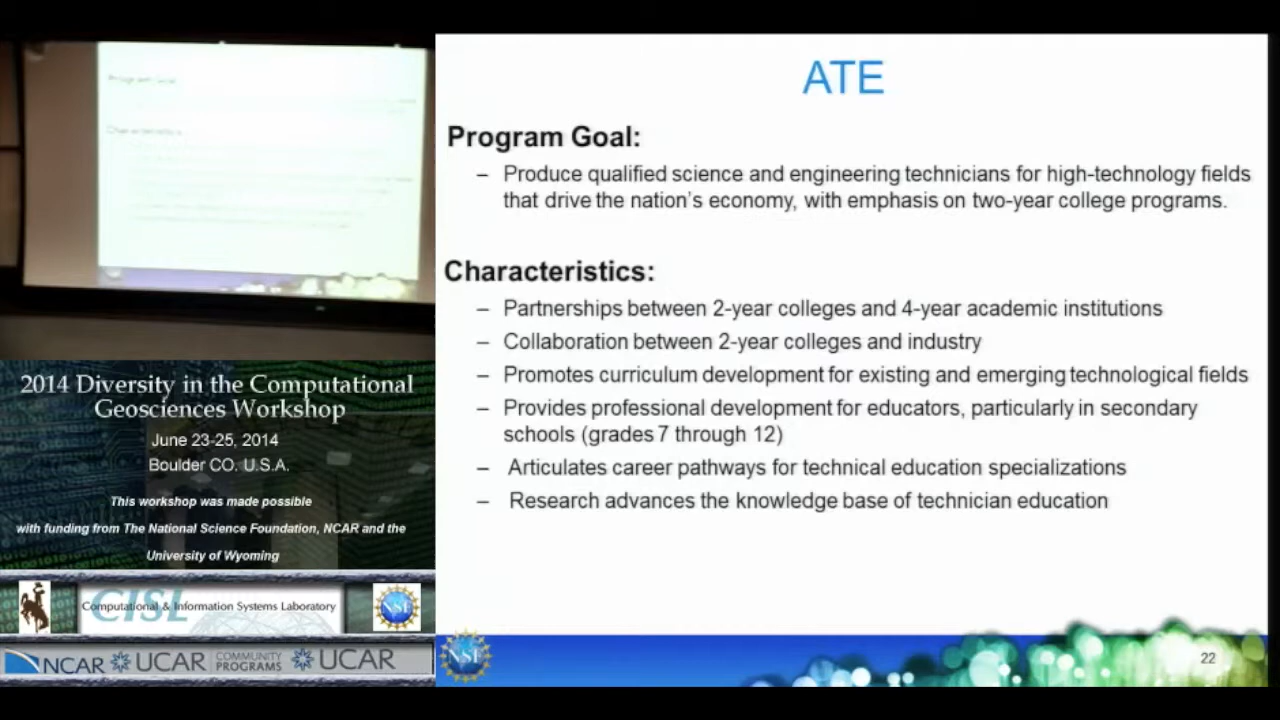 Program Goal:
Characteristics:
2014 Diversity in the Computational
Geosciences Workshop
June 23-25, 2014
Boulder CO. U.S.A.
This workshop was made possible
with funding from The National Science Foundation, NCAR and the
University of Wyoming
CISL
Computational & Information Systems Laboratory
NSF
NCAR UCAR COMMUNITY PROGRAMS UCAR
ATE
Program Goal:
– Produce qualified science and engineering technicians for high-technology fields
that drive the nation's economy, with emphasis on two-year college programs.
Characteristics:
– Partnerships between 2-year colleges and 4-year academic institutions
– Collaboration between 2-year colleges and industry
– Promotes curriculum development for existing and emerging technological fields
– Provides professional development for educators, particularly in secondary
schools (grades 7 through 12)
– Articulates career pathways for technical education specializations
– Research advances the knowledge base of technician education
NSF
22